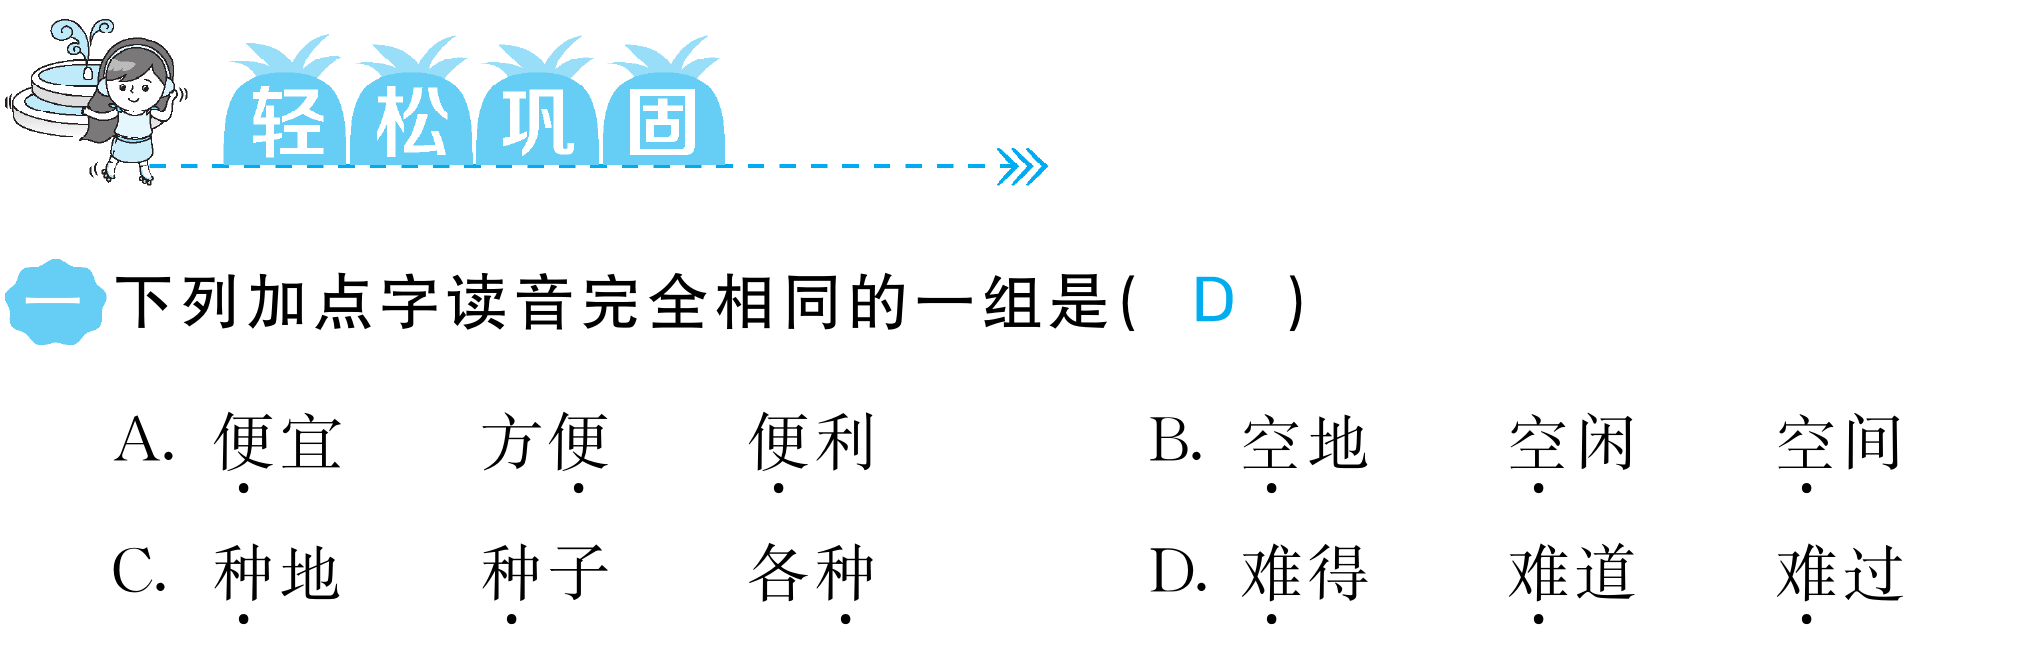 轻松巩固
一 下列加点字读音完全相同的一组是( D )
A. 便宜 方便 便利 B. 空地 空闲 空间
C. 种地 种子 各种 D. 难得 难道 难过